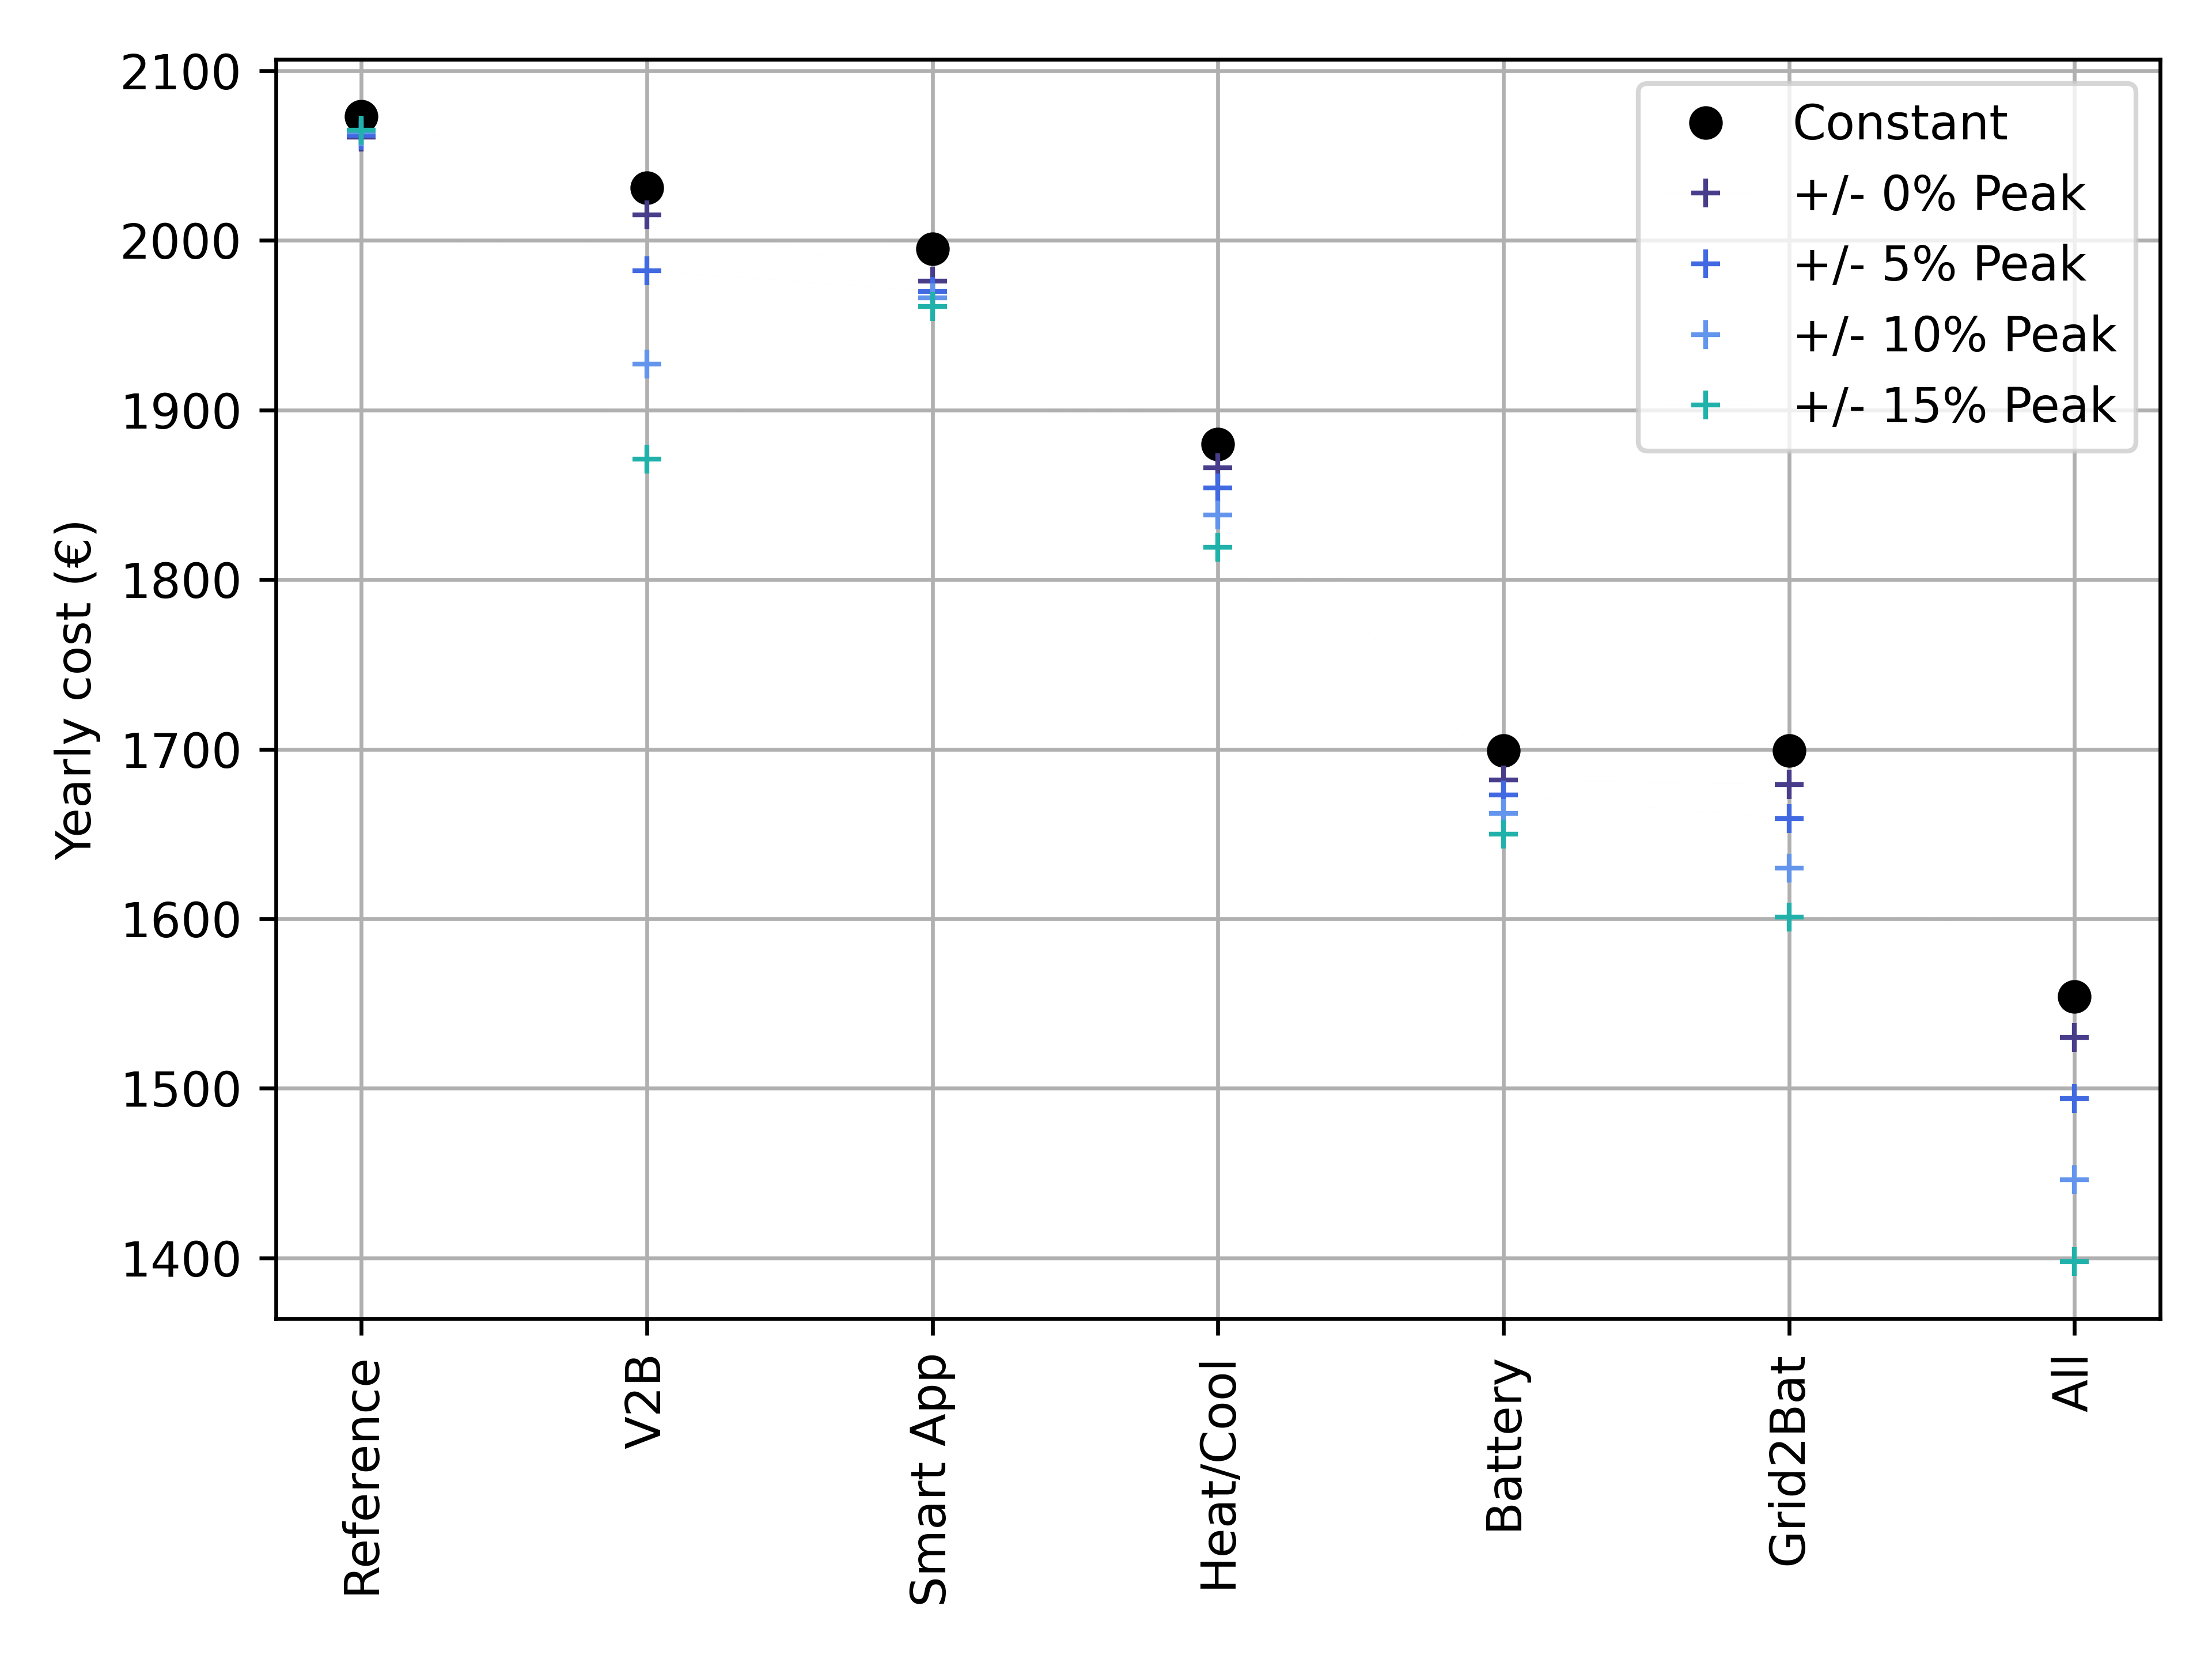 2100
2000
1900
1800
1700
1600
1500
1400
Yearly cost (€)
Constant
+/- 0% Peak
+/- 5% Peak
+/- 10% Peak
+/- 15% Peak
Reference
V2B
Smart App
Heat/Cool
Battery
Grid2Bat
All